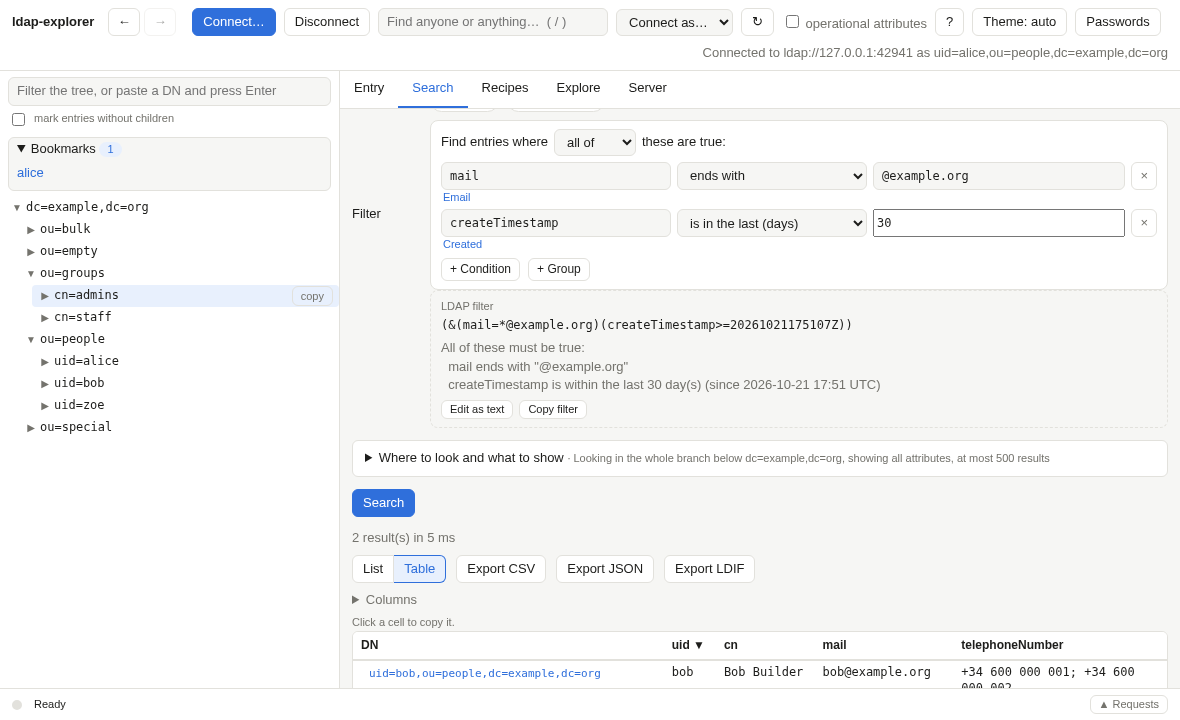 ldap-explorer ← → Connect… Disconnect Find anyone or anything… ( / ) Connect as… ↻ operational attributes ? Theme: auto Passwords
Connected to ldap://127.0.0.1:42941 as uid=alice,ou=people,dc=example,dc=org
Filter the tree, or paste a DN and press Enter
mark entries without children
▼ Bookmarks 1
alice
▼ dc=example,dc=org
▶ ou=bulk
▶ ou=empty
▼ ou=groups
▶ cn=admins copy
▶ cn=staff
▼ ou=people
▶ uid=alice
▶ uid=bob
▶ uid=zoe
▶ ou=special
Entry Search Recipes Explore Server
Filter
Find entries where all of these are true:
mail ends with @example.org ×
Email
createTimestamp is in the last (days) 30 ×
Created
+ Condition + Group
LDAP filter
(&(mail=*@example.org)(createTimestamp>=20261021175107Z))
All of these must be true:
mail ends with "@example.org"
createTimestamp is within the last 30 day(s) (since 2026-10-21 17:51 UTC)
Edit as text Copy filter
▶ Where to look and what to show · Looking in the whole branch below dc=example,dc=org, showing all attributes, at most 500 results
Search
2 result(s) in 5 ms
List Table Export CSV Export JSON Export LDIF
▶ Columns
Click a cell to copy it.
DN uid ▼ cn mail telephoneNumber
uid=bob,ou=people,dc=example,dc=org bob Bob Builder bob@example.org +34 600 000 001; +34 600
000 002
Ready ▲ Requests